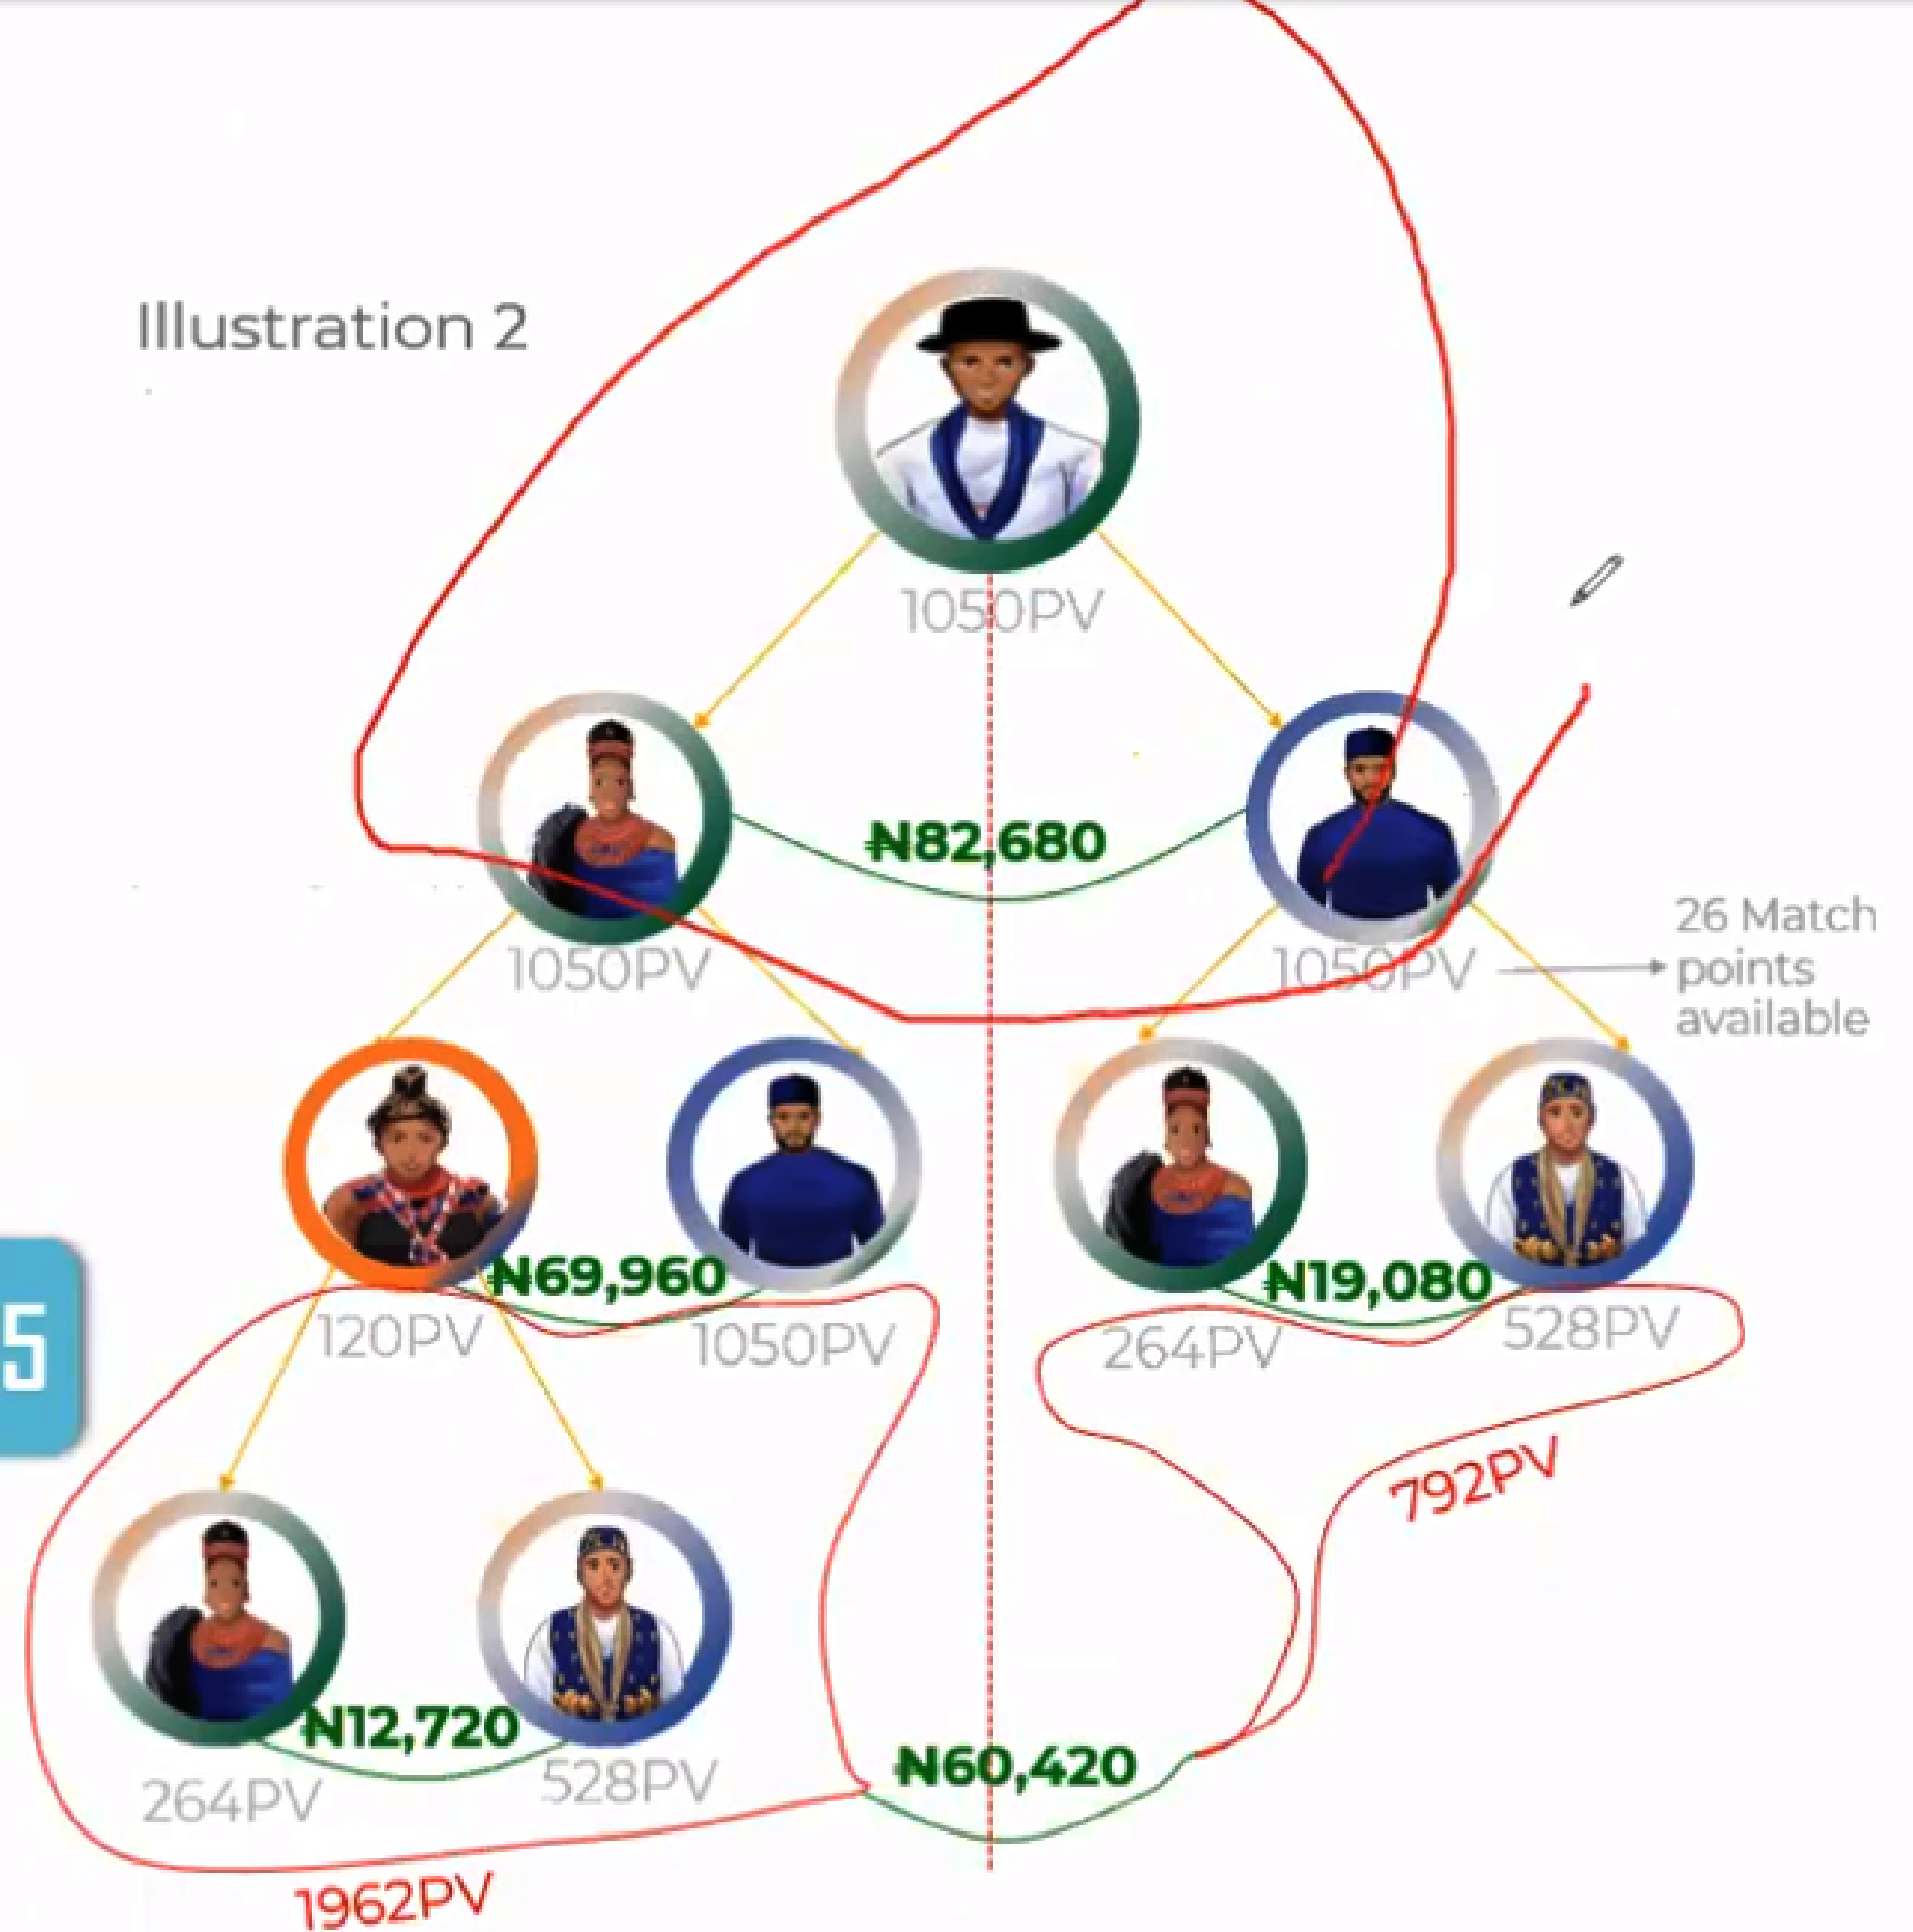 Illustration 2
1050PV
₦82,680
1050PV
1050PV
26 Match
points
available
₦69,960
₦19,080
120PV
1050PV
264PV
528PV
5
792PV
₦12,720
264PV
528PV
₦60,420
1962PV